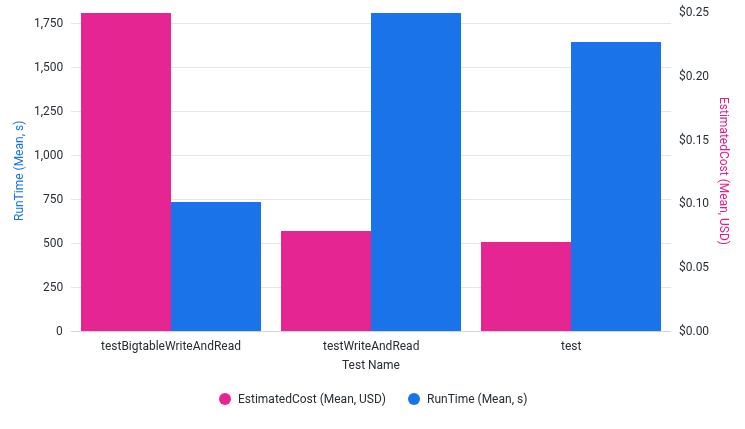 1,750
1,500
1,250
1,000
750
500
250
0
RunTime (Mean, s)
$0.25
$0.20
$0.15
$0.10
$0.05
$0.00
EstimatedCost (Mean, USD)
testBigtableWriteAndRead
testWriteAndRead
test
Test Name
EstimatedCost (Mean, USD)
RunTime (Mean, s)